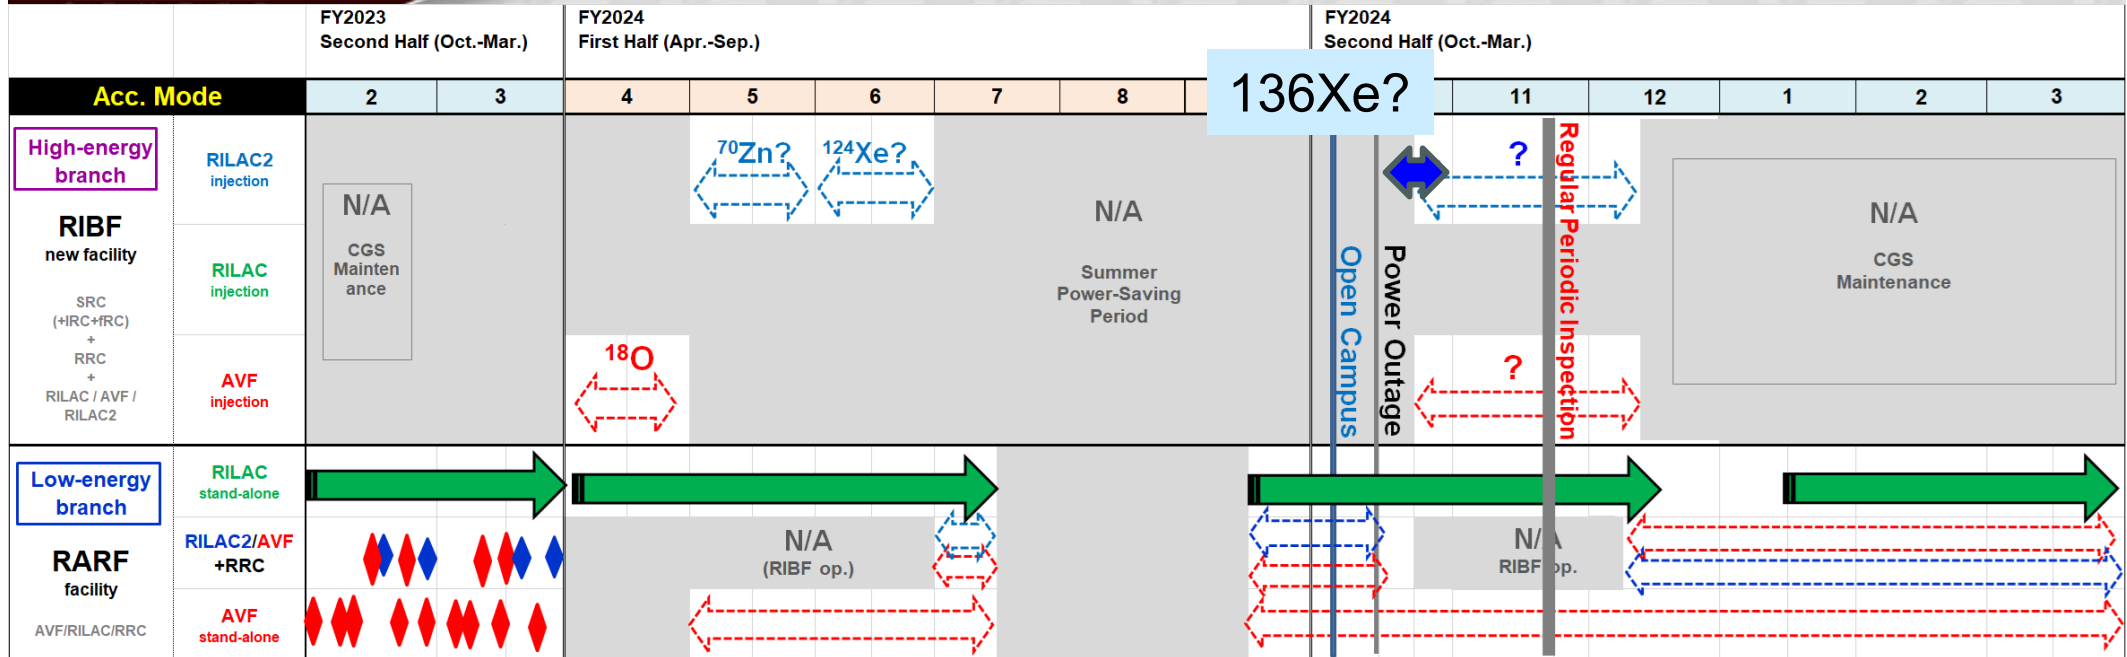 FY2023
Second Half (Oct.-Mar.)
FY2024
First Half (Apr.-Sep.)
FY2024
Second Half (Oct.-Mar.)
136Xe?
Acc. Mode
2
3
4
5
6
7
8
11
12
1
2
3
High-energy
branch
RIBF
new facility
SRC
(+IRC+fRC)
+
RRC
+
RILAC / AVF /
RILAC2
RILAC2
injection
RILAC
injection
AVF
injection
N/A
CGS
Mainten
ance
70Zn?
124Xe?
18O
N/A
Summer
Power-Saving
Period
Open Campus
Power Outage
?
?
Regular Periodic Inspection
N/A
CGS
Maintenance
Low-energy
branch
RARF
facility
AVF/RILAC/RRC
RILAC
stand-alone
RILAC2/AVF
+RRC
AVF
stand-alone
N/A
(RIBF op.)
N/A
RIBF op.